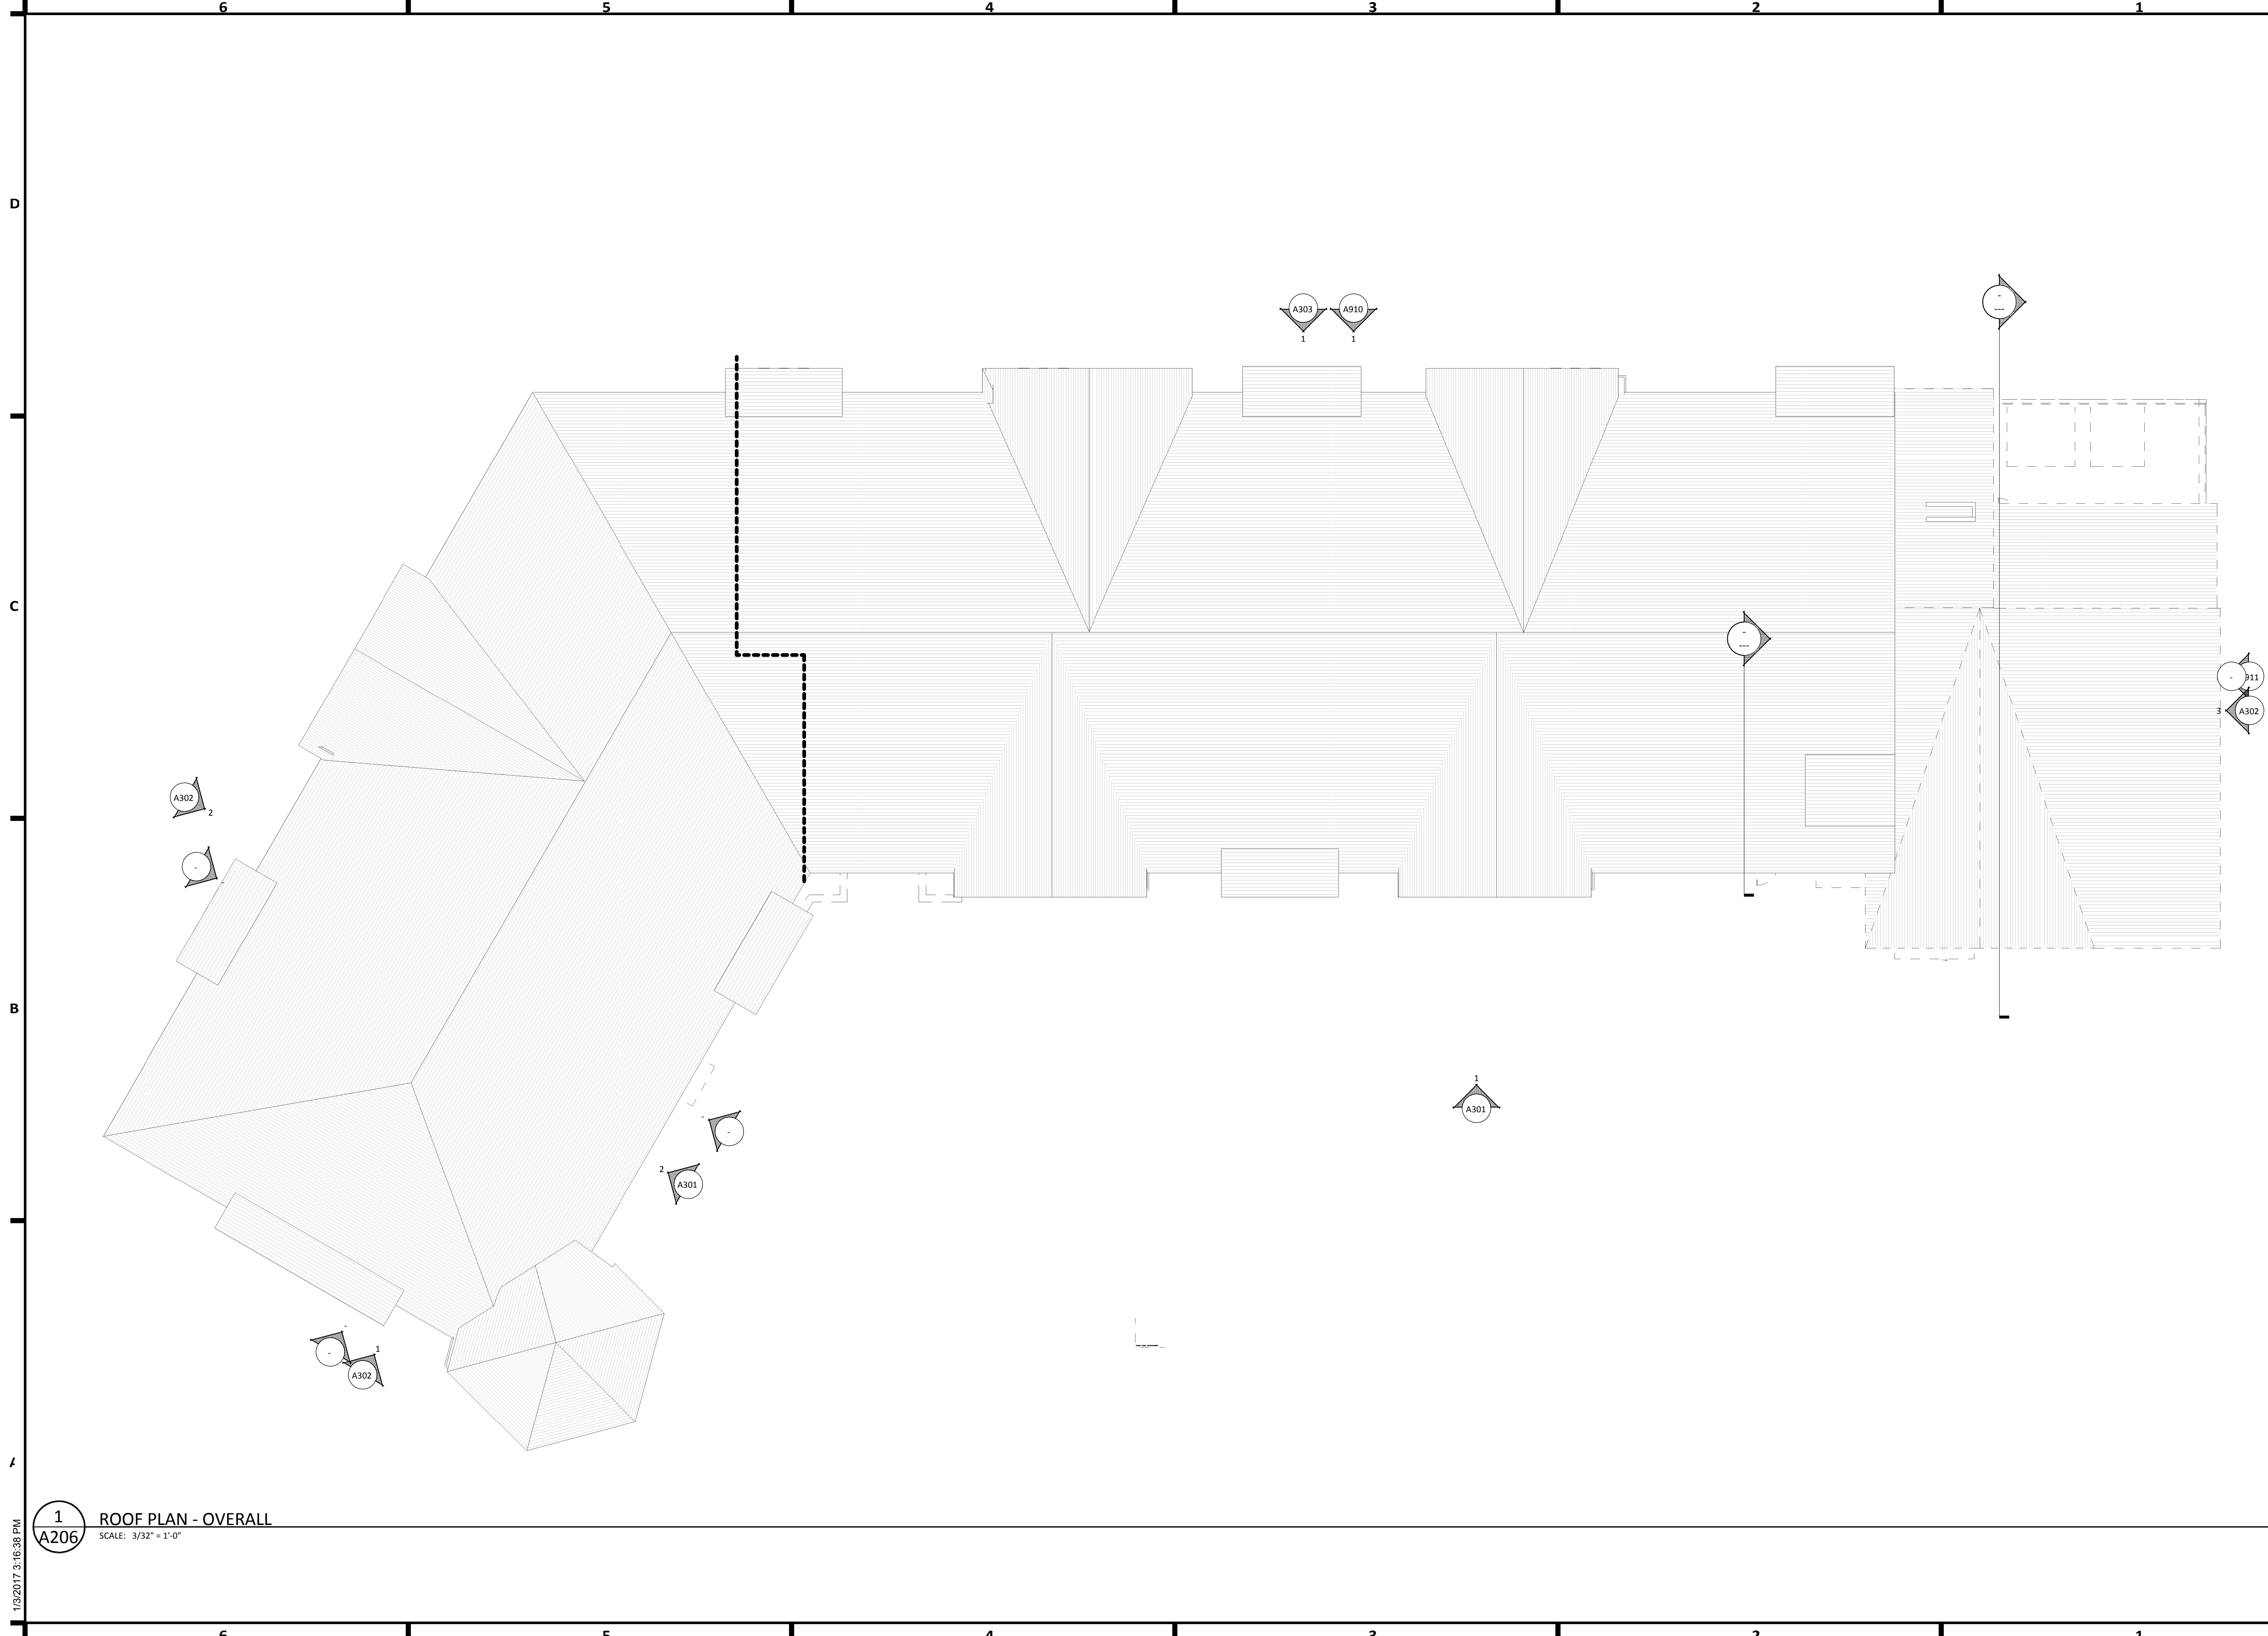 6 5 4 3 2 1
D
A303 A910
1 1
-
---
C
-
---
- 911
3 A302
A302
2
-
-
B
1
A301
-
-
2
A301
-
-
1
A302
A
1
A206
ROOF PLAN - OVERALL
SCALE: 3/32" = 1'-0"
1/3/2017 3:16:38 PM
6 5 4 3 2 1